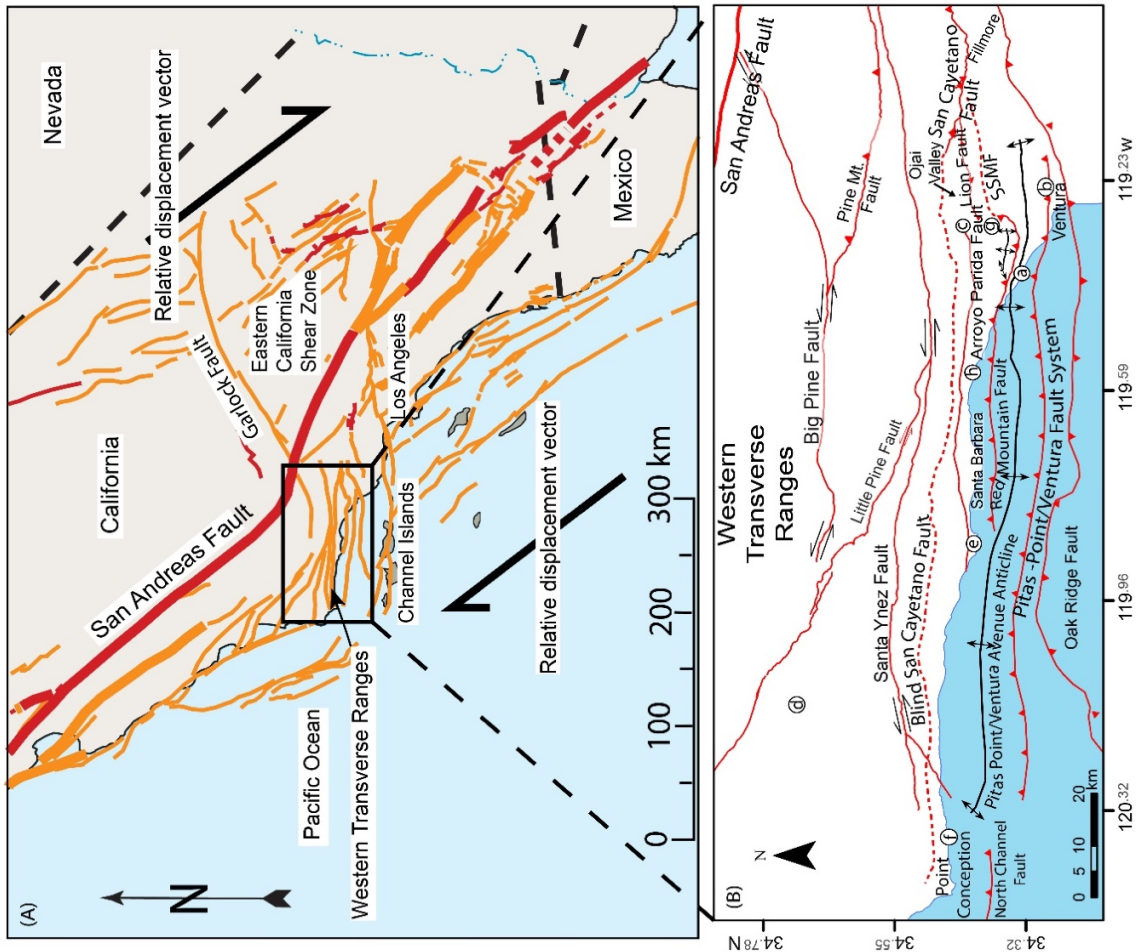 (A)
N
California
Nevada
Relative displacement vector
San Andreas Fault
Garlock Fault
Eastern
California
Shear Zone
Los Angeles
Mexico
Pacific Ocean
Western Transverse Ranges
Channel Islands
Relative displacement vector
0
100
200
300 km
(B)
N
Western
Transverse
Ranges
San Andreas Fault
Big Pine Fault
Pine Mt.
Fault
Little Pine Fault
Santa Ynez Fault
Blind San Cayetano Fault
Ojai
Valley San Cayetano
Fault
Lion Fault
Fillmore
SSMF
Arroyo Parida Fault
Santa Barbara
Red Mountain Fault
Pitas Point/Ventura Avenue Anticline
Pitas -Point/Ventura Fault System
Oak Ridge Fault
Ventura
Point
Conception
North Channel
Fault
a
b
c
d
e
f
g
h
0 5 10 20
km
34.78 N
34.55
34.32
120.32
119.96
119.59
119.23 W